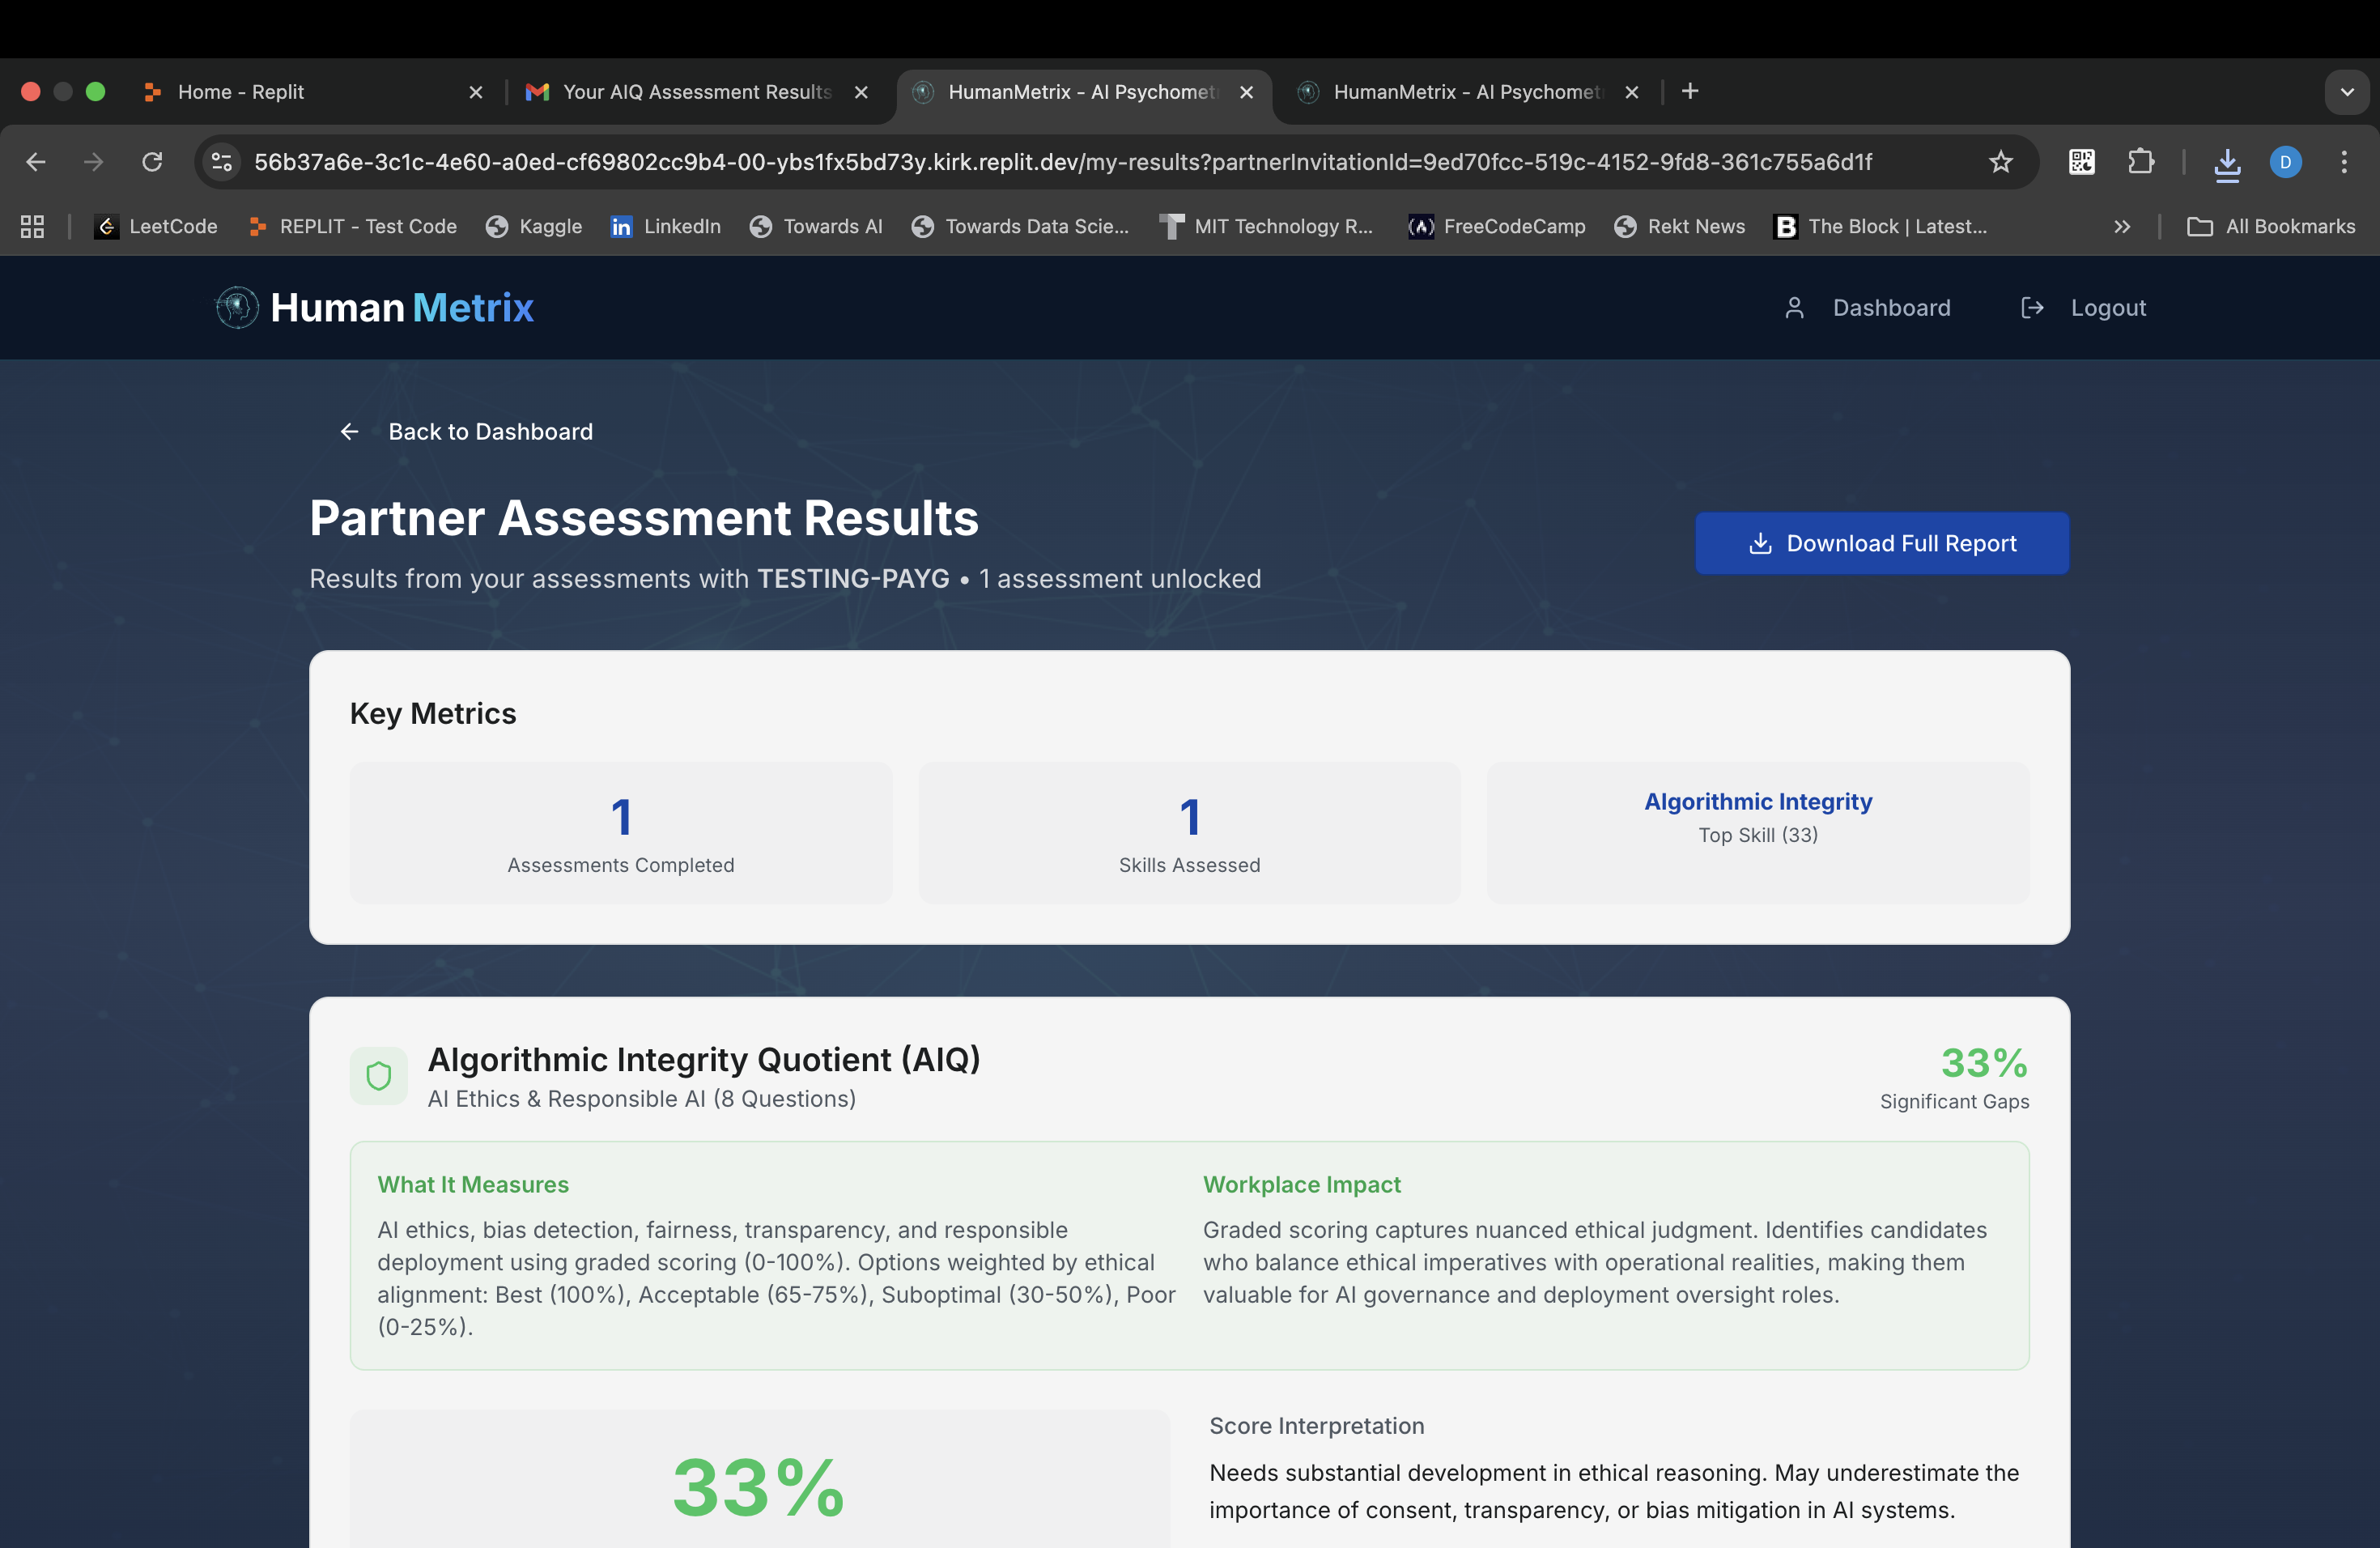 Home - Replit
Your AIQ Assessment Results
HumanMetrix - AI Psychomet
HumanMetrix - AI Psychomet
56b37a6e-3c1c-4e60-a0ed-cf69802cc9b4-00-ybs1fx5bd73y.kirk.replit.dev/my-results?partnerInvitationId=9ed70fcc-519c-4152-9fd8-361c755a6d1f
D
LeetCode
REPLIT - Test Code
Kaggle
LinkedIn
Towards AI
Towards Data Scie...
MIT Technology R...
FreeCodeCamp
Rekt News
The Block | Latest...
All Bookmarks
Human Metrix
Dashboard
Logout
Back to Dashboard
Partner Assessment Results
Results from your assessments with TESTING-PAYG • 1 assessment unlocked
Download Full Report
Key Metrics
1
Assessments Completed
1
Skills Assessed
Algorithmic Integrity
Top Skill (33)
Algorithmic Integrity Quotient (AIQ)
AI Ethics & Responsible AI (8 Questions)
33%
Significant Gaps
What It Measures
AI ethics, bias detection, fairness, transparency, and responsible
deployment using graded scoring (0-100%). Options weighted by ethical
alignment: Best (100%), Acceptable (65-75%), Suboptimal (30-50%), Poor
(0-25%).
Workplace Impact
Graded scoring captures nuanced ethical judgment. Identifies candidates
who balance ethical imperatives with operational realities, making them
valuable for AI governance and deployment oversight roles.
33%
Score Interpretation
Needs substantial development in ethical reasoning. May underestimate the
importance of consent, transparency, or bias mitigation in AI systems.